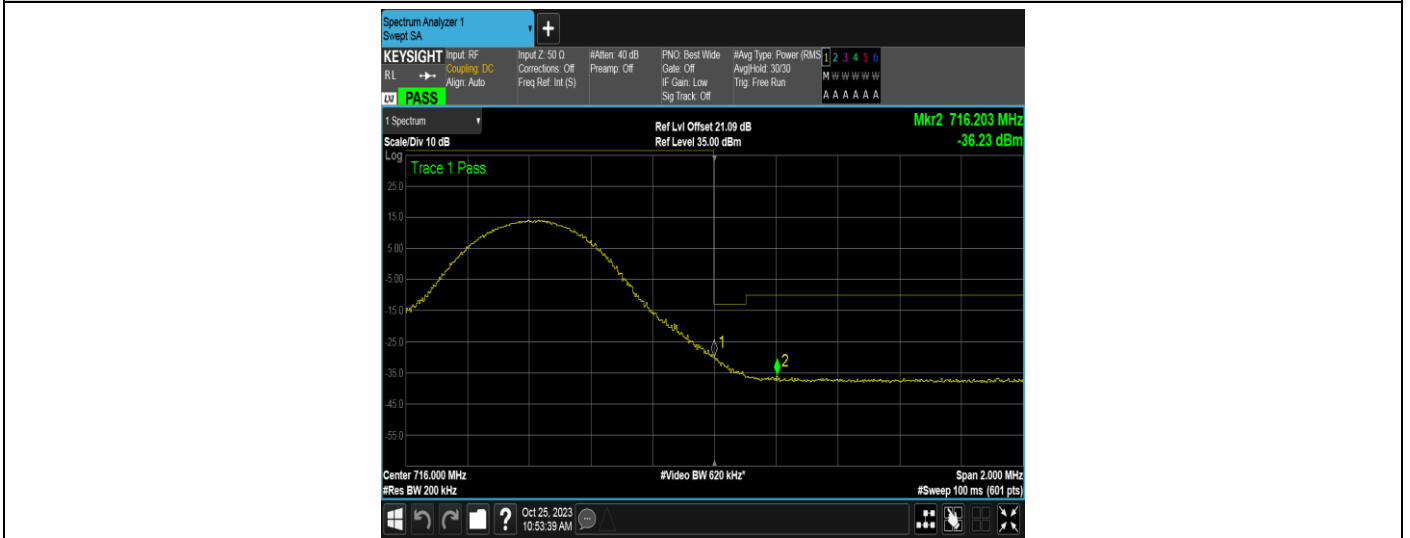 Spectrum Analyzer 1
Swept SA
+
KEYSIGHT
RL
LXI PASS
Input: RF
Coupling: DC
Align: Auto
Input Z: 50 Ω
Corrections: Off
Freq Ref: Int (S)
#Atten: 40 dB
Preamp: Off
PNO: Best Wide
Gate: Off
IF Gain: Low
Sig Track: Off
#Avg Type: Power (RMS
Avg|Hold: 30/30
Trig: Free Run
1 2 3 4 5 6
M W W W W W
A A A A A A
1 Spectrum
Scale/Div 10 dB
Ref Lvl Offset 21.09 dB
Ref Level 35.00 dBm
Mkr2 716.203 MHz
-36.23 dBm
Log
Trace 1 Pass
25.0
15.0
5.00
-5.00
-15.0
-25.0
-35.0
-45.0
-55.0
1
2
Center 716.000 MHz
#Res BW 200 kHz
#Video BW 620 kHz*
Span 2.000 MHz
#Sweep 100 ms (601 pts)
?
Oct 25, 2023
10:53:39 AM